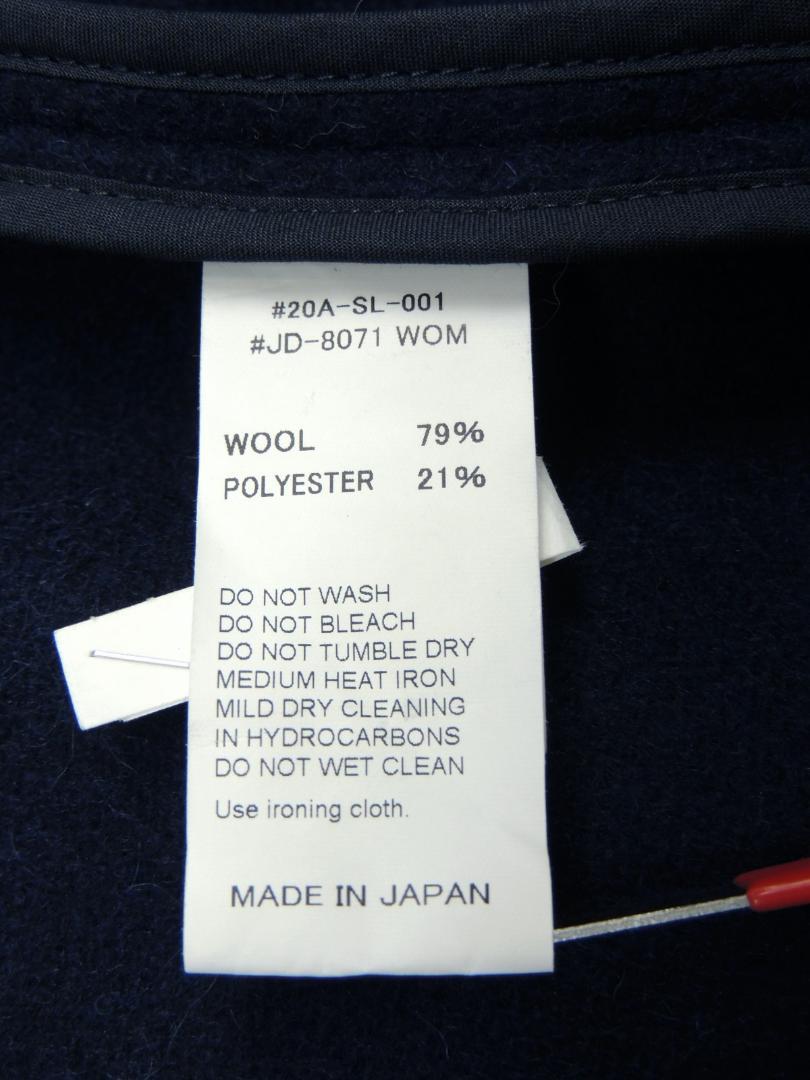 #20A-SL-001
#JD-8071 WOM
WOOL 79%
POLYESTER 21%
DO NOT WASH
DO NOT BLEACH
DO NOT TUMBLE DRY
MEDIUM HEAT IRON
MILD DRY CLEANING
IN HYDROCARBONS
DO NOT WET CLEAN
Use ironing cloth.
MADE IN JAPAN